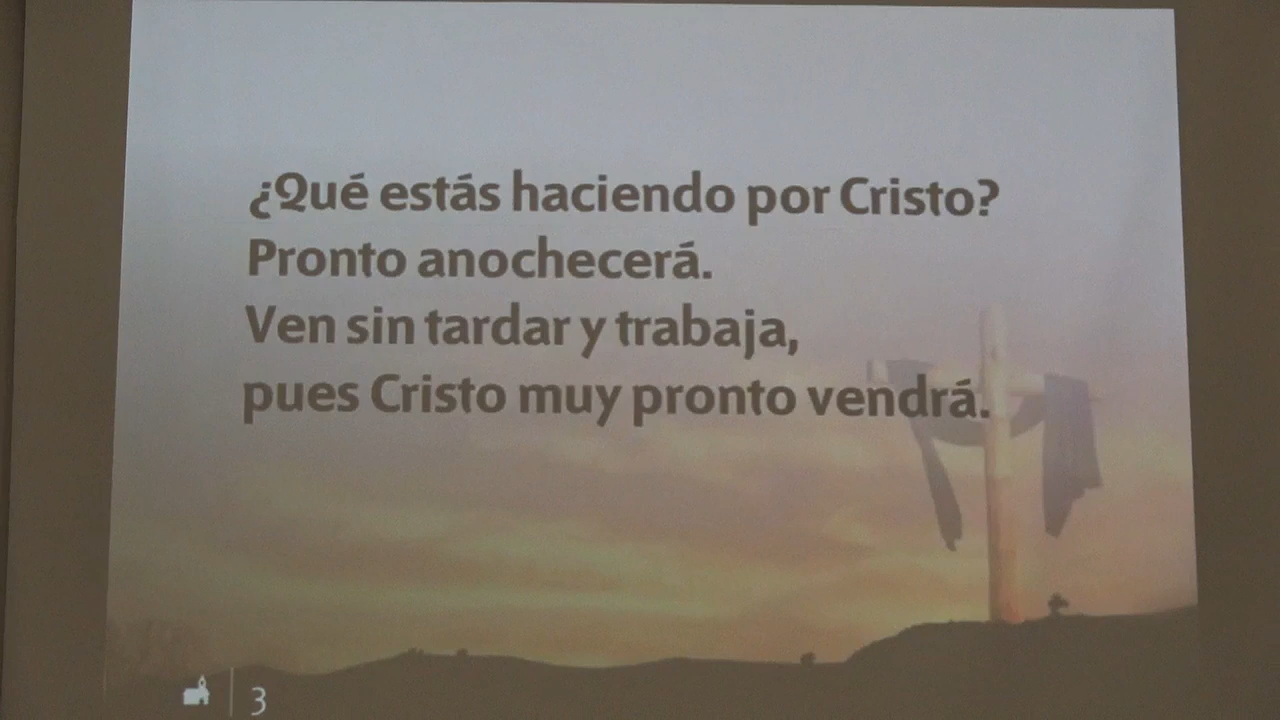 ¿Qué estás haciendo por Cristo?
Pronto anochecerá.
Ven sin tardar y trabaja,
pues Cristo muy pronto vendrá.
3